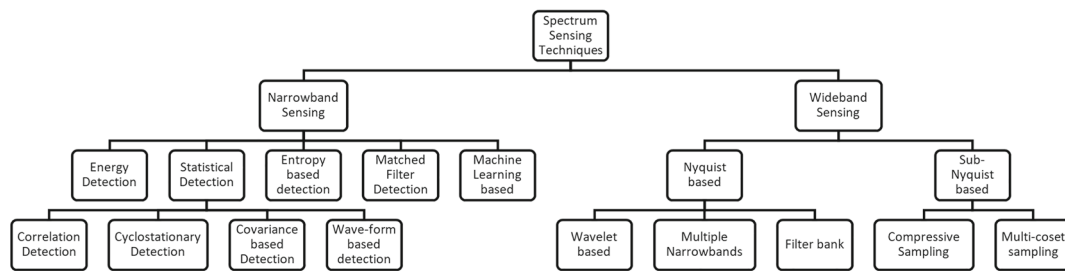 Spectrum
Sensing
Techniques
Narrowband
Sensing
Wideband
Sensing
Energy
Detection
Statistical
Detection
Entropy
based
detection
Matched
Filter
Detection
Machine
Learning
based
Nyquist
based
Sub-
Nyquist
based
Correlation
Detection
Cyclostationary
Detection
Covariance
based
Detection
Wave-form
based
detection
Wavelet
based
Multiple
Narrowbands
Filter bank
Compressive
Sampling
Multi-coset
sampling